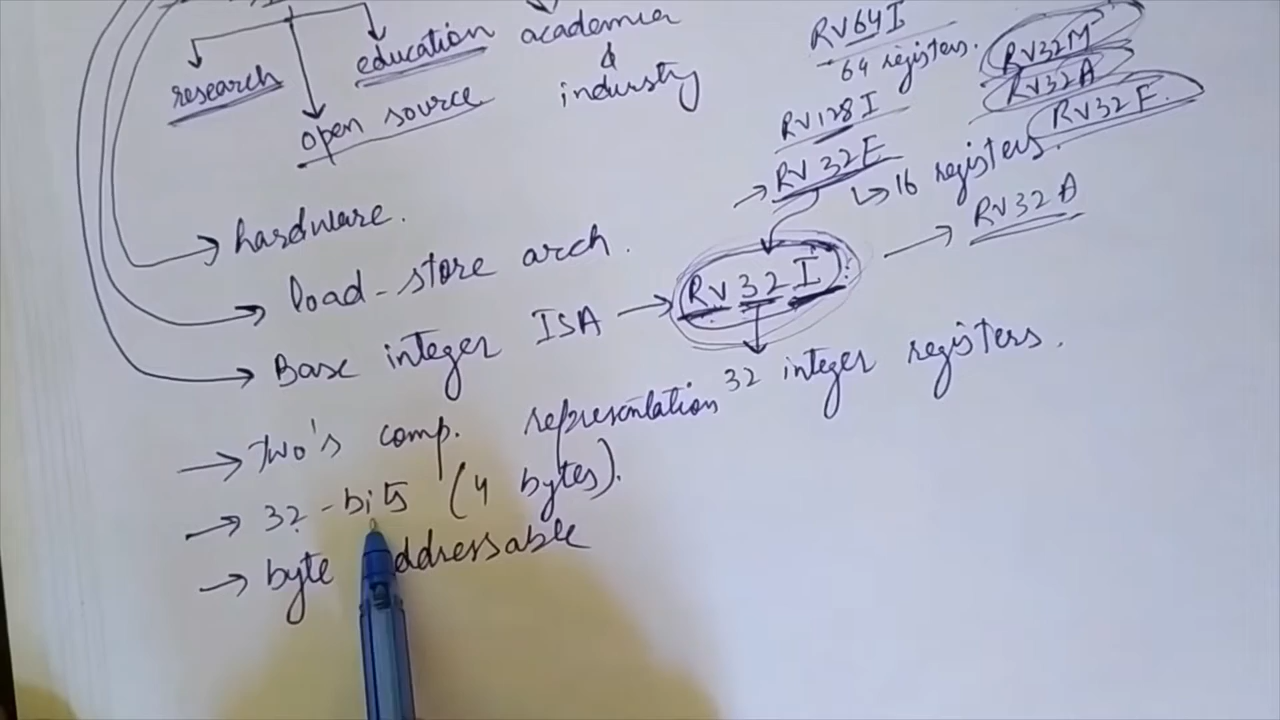 research
education
open source
academia
&
indusrty
RV64I
64 registers.
RV32M
RV32A
RV32F.
RV128I
RV32E
16 registers.
RV32A
hardware.
load-store arch.
Base integer ISA
RV32I
32 integer registers.
Two's comp. representation
32-bits (4 bytes).
byte addressable